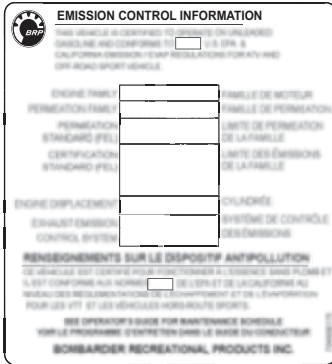 BRP
EMISSION CONTROL INFORMATION
THIS VEHICLE IS CERTIFIED TO OPERATE ON UNLEADED
GASOLINE AND CONFORMS TO U.S. EPA &
CALIFORNIA EMISSION / EVAP REGULATIONS FOR ATV AND
OFF-ROAD SPORT VEHICLE.
ENGINE FAMILY FAMILLE DE MOTEUR
PERMEATION FAMILY FAMILLE DE PERMEATION
PERMEATION LIMITE DE PERMEATION
STANDARD (FEL) DE LA FAMILLE
CERTIFICATION LIMITE DES ÉMISSIONS
STANDARD (FEL) DE LA FAMILLE
ENGINE DISPLACEMENT CYLINDRÉE
EXHAUST EMISSION SYSTÈME DE CONTRÔLE
CONTROL SYSTEM DES ÉMISSIONS
RENSEIGNEMENTS SUR LE DISPOSITIF ANTIPOLLUTION
CE VÉHICULE EST CERTIFIÉ POUR FONCTIONNER À L'ESSENCE SANS PLOMB ET
IL EST CONFORME AUX NORMES DE L'EPA ET DE LA CALIFORNIE AU
NIVEAU DES RÉGLEMENTATIONS DE L'ÉCHAPPEMENT ET DE L'ÉVAPORATION
POUR LES VTT ET LES VÉHICULES HORS-ROUTE SPORTS.
SEE OPERATOR'S GUIDE FOR MAINTENANCE SCHEDULE
VOIR LE PROGRAMME D'ENTRETIEN DANS LE GUIDE DU CONDUCTEUR
BOMBARDIER RECREATIONAL PRODUCTS INC.